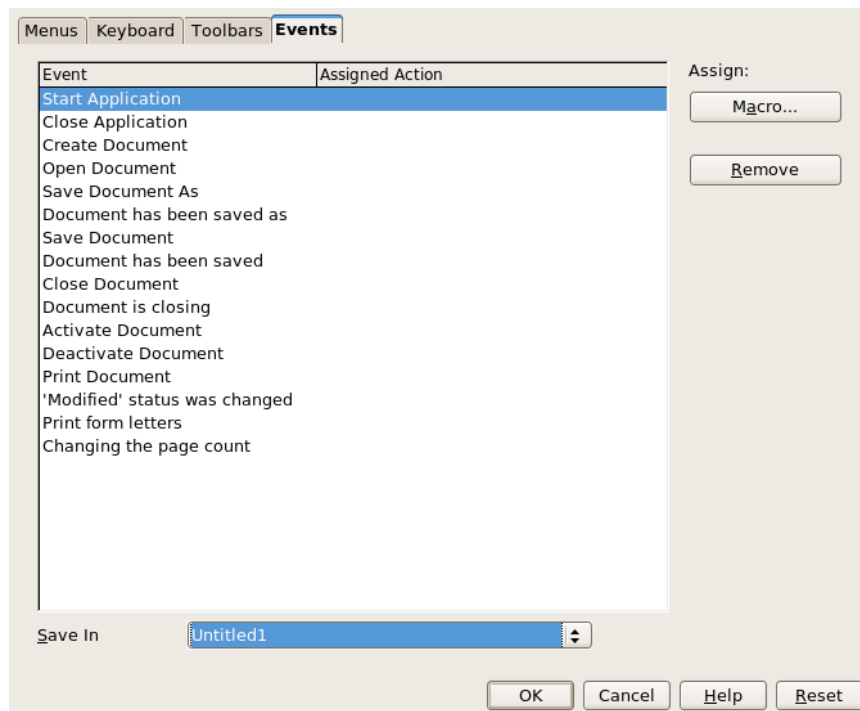 Menus Keyboard Toolbars Events
Event Assigned Action
Assign:
Start Application
Macro...
Close Application
Create Document
Open Document
Remove
Save Document As
Document has been saved as
Save Document
Document has been saved
Close Document
Document is closing
Activate Document
Deactivate Document
Print Document
'Modified' status was changed
Print form letters
Changing the page count
Save In Untitled1
OK Cancel Help Reset